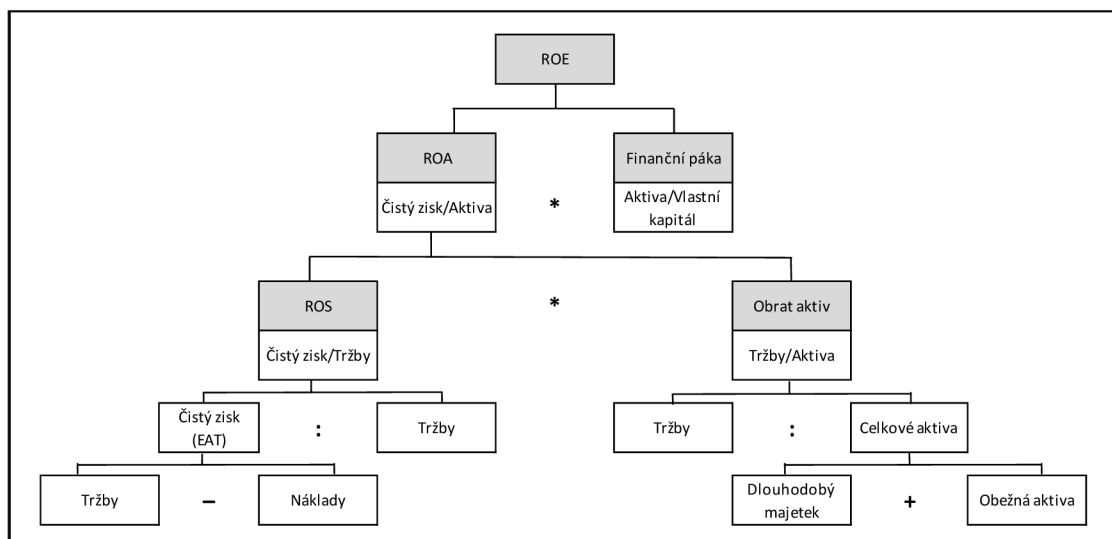 ROE
ROA
Finanční páka
Čistý zisk/Aktiva
*
Aktiva/Vlastní
kapitál
ROS
*
Obrat aktiv
Čistý zisk/Tržby
Tržby/Aktiva
Čistý zisk
(EAT)
:
Tržby
Tržby
:
Celkové aktiva
Tržby
–
Náklady
Dlouhodobý
majetek
+
Obežná aktiva